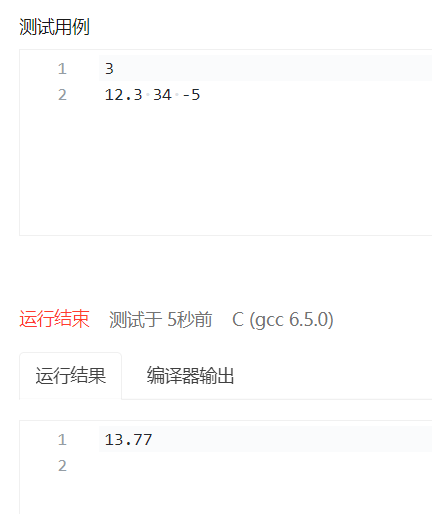 测试用例
1 3
2 12.3 34 -5
运行结束 测试于 5秒前 C (gcc 6.5.0)
运行结果 编译器输出
1 13.77
2